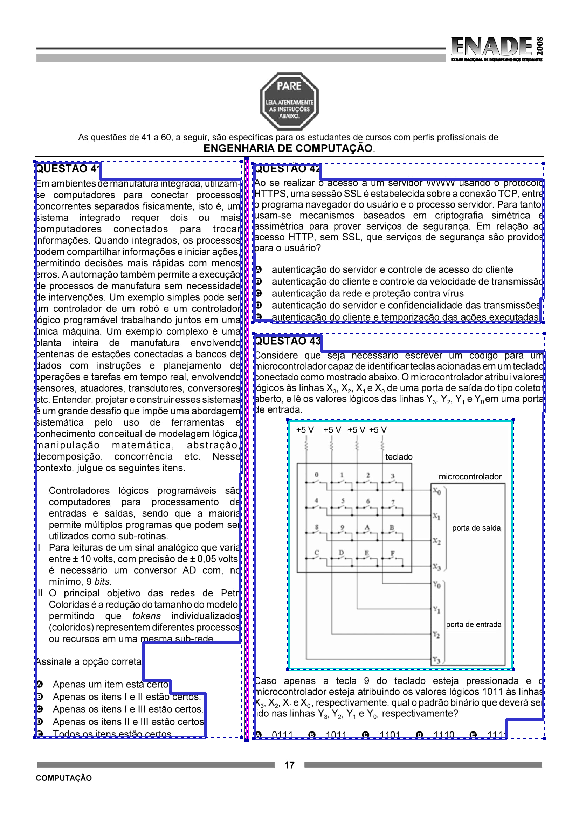 ENADE 2008
EXAME NACIONAL DE DESEMPENHO DOS ESTUDANTES
PARE
LEIA ATENTAMENTE
AS INSTRUÇÕES
ABAIXO.
As questões de 41 a 60, a seguir, são específicas para os estudantes de cursos com perfis profissionais de
ENGENHARIA DE COMPUTAÇÃO.
QUESTÃO 41
Em ambientes de manufatura integrada, utilizam-
se computadores para conectar processos
concorrentes separados fisicamente, isto é, um
sistema integrado requer dois ou mais
computadores conectados para trocar
informações. Quando integrados, os processos
podem compartilhar informações e iniciar ações,
permitindo decisões mais rápidas com menos
erros. A automação também permite a execução
de processos de manufatura sem necessidade
de intervenções. Um exemplo simples pode ser
um controlador de um robô e um controlador
lógico programável trabalhando juntos em uma
única máquina. Um exemplo complexo é uma
planta inteira de manufatura envolvendo
centenas de estações conectadas a bancos de
dados com instruções e planejamento de
operações e tarefas em tempo real, envolvendo
sensores, atuadores, transdutores, conversores
etc. Entender, projetar e construir esses sistemas
é um grande desafio que impõe uma abordagem
sistemática pelo uso de ferramentas e
conhecimento conceitual de modelagem lógica,
manipulação matemática, abstração,
decomposição, concorrência etc. Nesse
contexto, julgue os seguintes itens.
Controladores lógicos programáveis são
computadores para processamento de
entradas e saídas, sendo que a maioria
permite múltiplos programas que podem ser
utilizados como sub-rotinas.
I Para leituras de um sinal analógico que varia
entre ± 10 volts, com precisão de ± 0,05 volts
é necessário um conversor AD com, no
mínimo, 9 bits.
II O principal objetivo das redes de Petri
Coloridas é a redução do tamanho do modelo,
permitindo que tokens individualizados
(coloridos) representem diferentes processos
ou recursos em uma mesma sub-rede.
Assinale a opção correta.
A Apenas um item está certo.
B Apenas os itens I e II estão certos.
C Apenas os itens I e III estão certos.
D Apenas os itens II e III estão certos.
E Todos os itens estão certos.
QUESTÃO 42
Ao se realizar o acesso a um servidor WWW usando o protocolo
HTTPS, uma sessão SSL é estabelecida sobre a conexão TCP, entre
o programa navegador do usuário e o processo servidor. Para tanto,
usam-se mecanismos baseados em criptografia simétrica e
assimétrica para prover serviços de segurança. Em relação ao
acesso HTTP, sem SSL, que serviços de segurança são providos
para o usuário?
A autenticação do servidor e controle de acesso do cliente
B autenticação do cliente e controle da velocidade de transmissão
C autenticação da rede e proteção contra vírus
D autenticação do servidor e confidencialidade das transmissões
E autenticação do cliente e temporização das ações executadas
QUESTÃO 43
Considere que seja necessário escrever um código para um
microcontrolador capaz de identificar teclas acionadas em um teclado
conectado como mostrado abaixo. O microcontrolador atribui valores
lógicos às linhas X3, X2, X1 e X0 de uma porta de saída do tipo coletor
aberto, e lê os valores lógicos das linhas Y3, Y2, Y1 e Y0 em uma porta
de entrada.
+5 V +5 V +5 V +5 V
teclado
0 1 2 3
microcontrolador
X0
4 5 6 7
X1
8 9 A B
porta de saída
X2
C D E F
X3
Y0
Y1
porta de entrada
Y2
Y3
Caso apenas a tecla 9 do teclado esteja pressionada e o
microcontrolador esteja atribuindo os valores lógicos 1011 às linhas
X3, X2, X1 e X0, respectivamente, qual o padrão binário que deverá ser
lido nas linhas Y3, Y2, Y1 e Y0, respectivamente?
A 0111 B 1011 C 1101 D 1110 E 1111
17
COMPUTAÇÃO